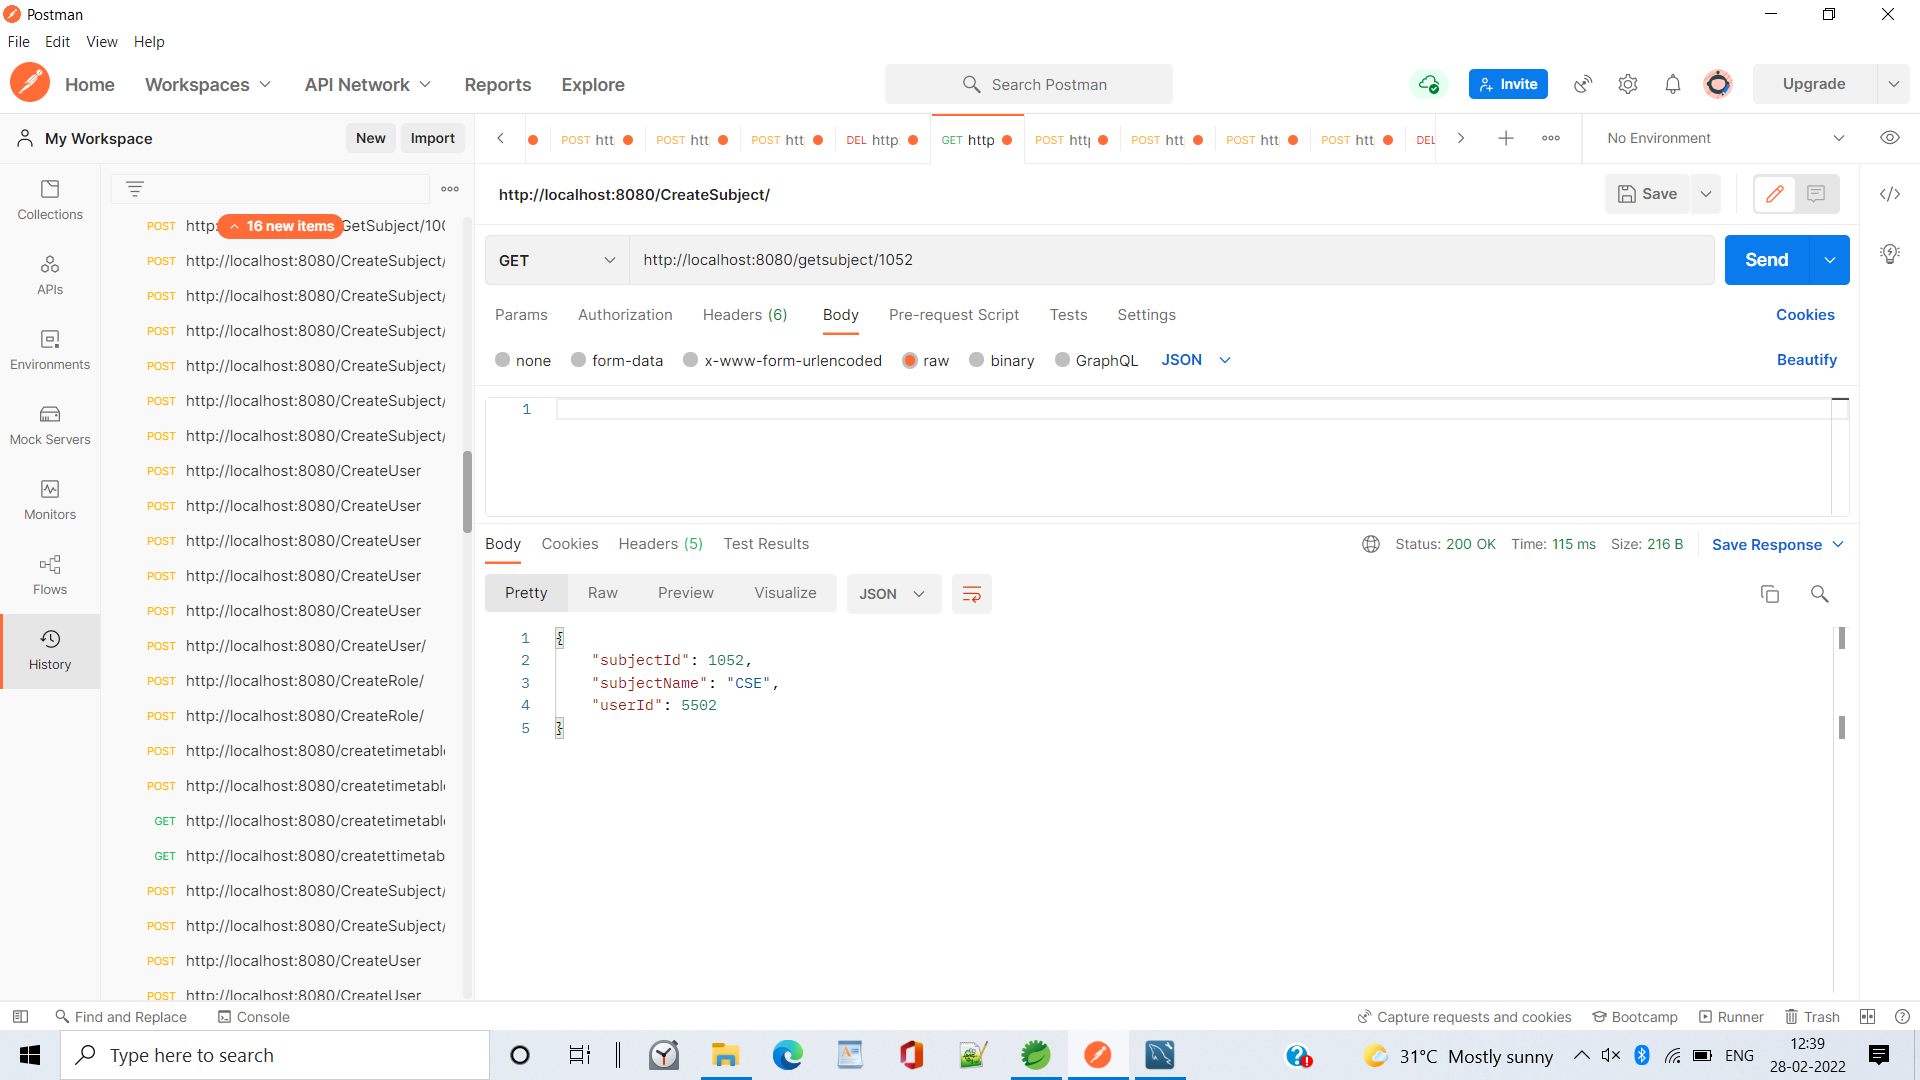 Postman
File Edit View Help
Home Workspaces API Network Reports Explore Search Postman Invite Upgrade
My Workspace New Import
POST htt POST htt POST htt DEL http: GET http POST http POST htt POST htt POST htt DEL
No Environment
Collections
APIs
Environments
Mock Servers
Monitors
Flows
History
16 new items
POST http: GetSubject/100
POST http://localhost:8080/CreateSubject/
POST http://localhost:8080/CreateSubject/
POST http://localhost:8080/CreateSubject/
POST http://localhost:8080/CreateSubject/
POST http://localhost:8080/CreateSubject/
POST http://localhost:8080/CreateSubject/
POST http://localhost:8080/CreateUser
POST http://localhost:8080/CreateUser
POST http://localhost:8080/CreateUser
POST http://localhost:8080/CreateUser
POST http://localhost:8080/CreateUser
POST http://localhost:8080/CreateUser/
POST http://localhost:8080/CreateRole/
POST http://localhost:8080/CreateRole/
POST http://localhost:8080/createtimetable
POST http://localhost:8080/createtimetable
GET http://localhost:8080/createtimetable
GET http://localhost:8080/createttimetab
POST http://localhost:8080/CreateSubject/
POST http://localhost:8080/CreateSubject/
POST http://localhost:8080/CreateUser
POST http://localhost:8080/CreateUser
http://localhost:8080/CreateSubject/
Save
GET http://localhost:8080/getsubject/1052 Send
Params Authorization Headers (6) Body Pre-request Script Tests Settings Cookies
none form-data x-www-form-urlencoded raw binary GraphQL JSON Beautify
1
Body Cookies Headers (5) Test Results Status: 200 OK Time: 115 ms Size: 216 B Save Response
Pretty Raw Preview Visualize JSON
1 {
2 "subjectId": 1052,
3 "subjectName": "CSE",
4 "userId": 5502
5 }
Find and Replace Console Capture requests and cookies Bootcamp Runner Trash
Type here to search 31°C Mostly sunny ENG
12:39
28-02-2022